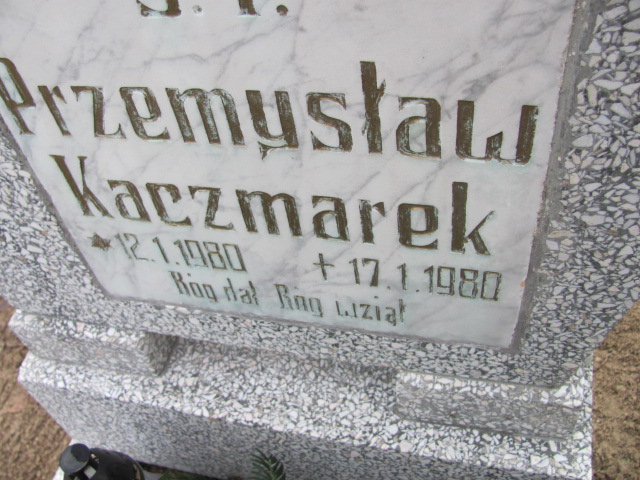 Przemysław
Kaczmarek
* 12.1.1980 + 17.1.1980
Bóg dał Bóg wziął